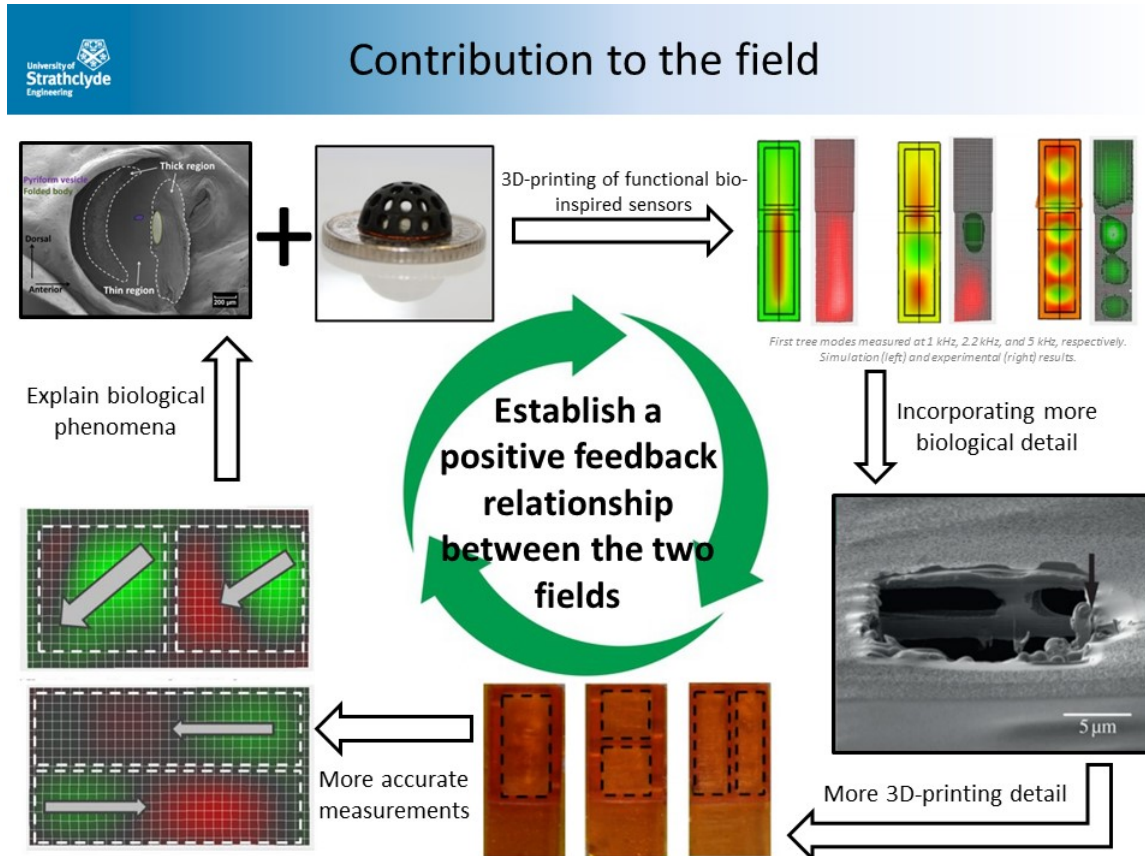 University of
Strathclyde
Engineering
Contribution to the field
Thick region
Pyriform vesicle
Folded body
Dorsal
Anterior
Thin region
200 μm
3D-printing of functional bio-
inspired sensors
First tree modes measured at 1 kHz, 2.2 kHz, and 5 kHz, respectively.
Simulation (left) and experimental (right) results.
Explain biological
phenomena
Establish a
positive feedback
relationship
between the two
fields
Incorporating more
biological detail
5 μm
More accurate
measurements
More 3D-printing detail